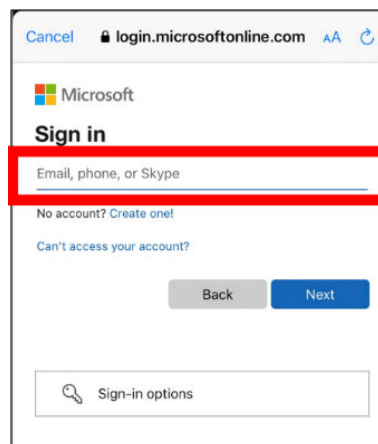 Cancel login.microsoftonline.com AA
Microsoft
Sign in
Email, phone, or Skype
No account? Create one!
Can't access your account?
Back Next
Sign-in options